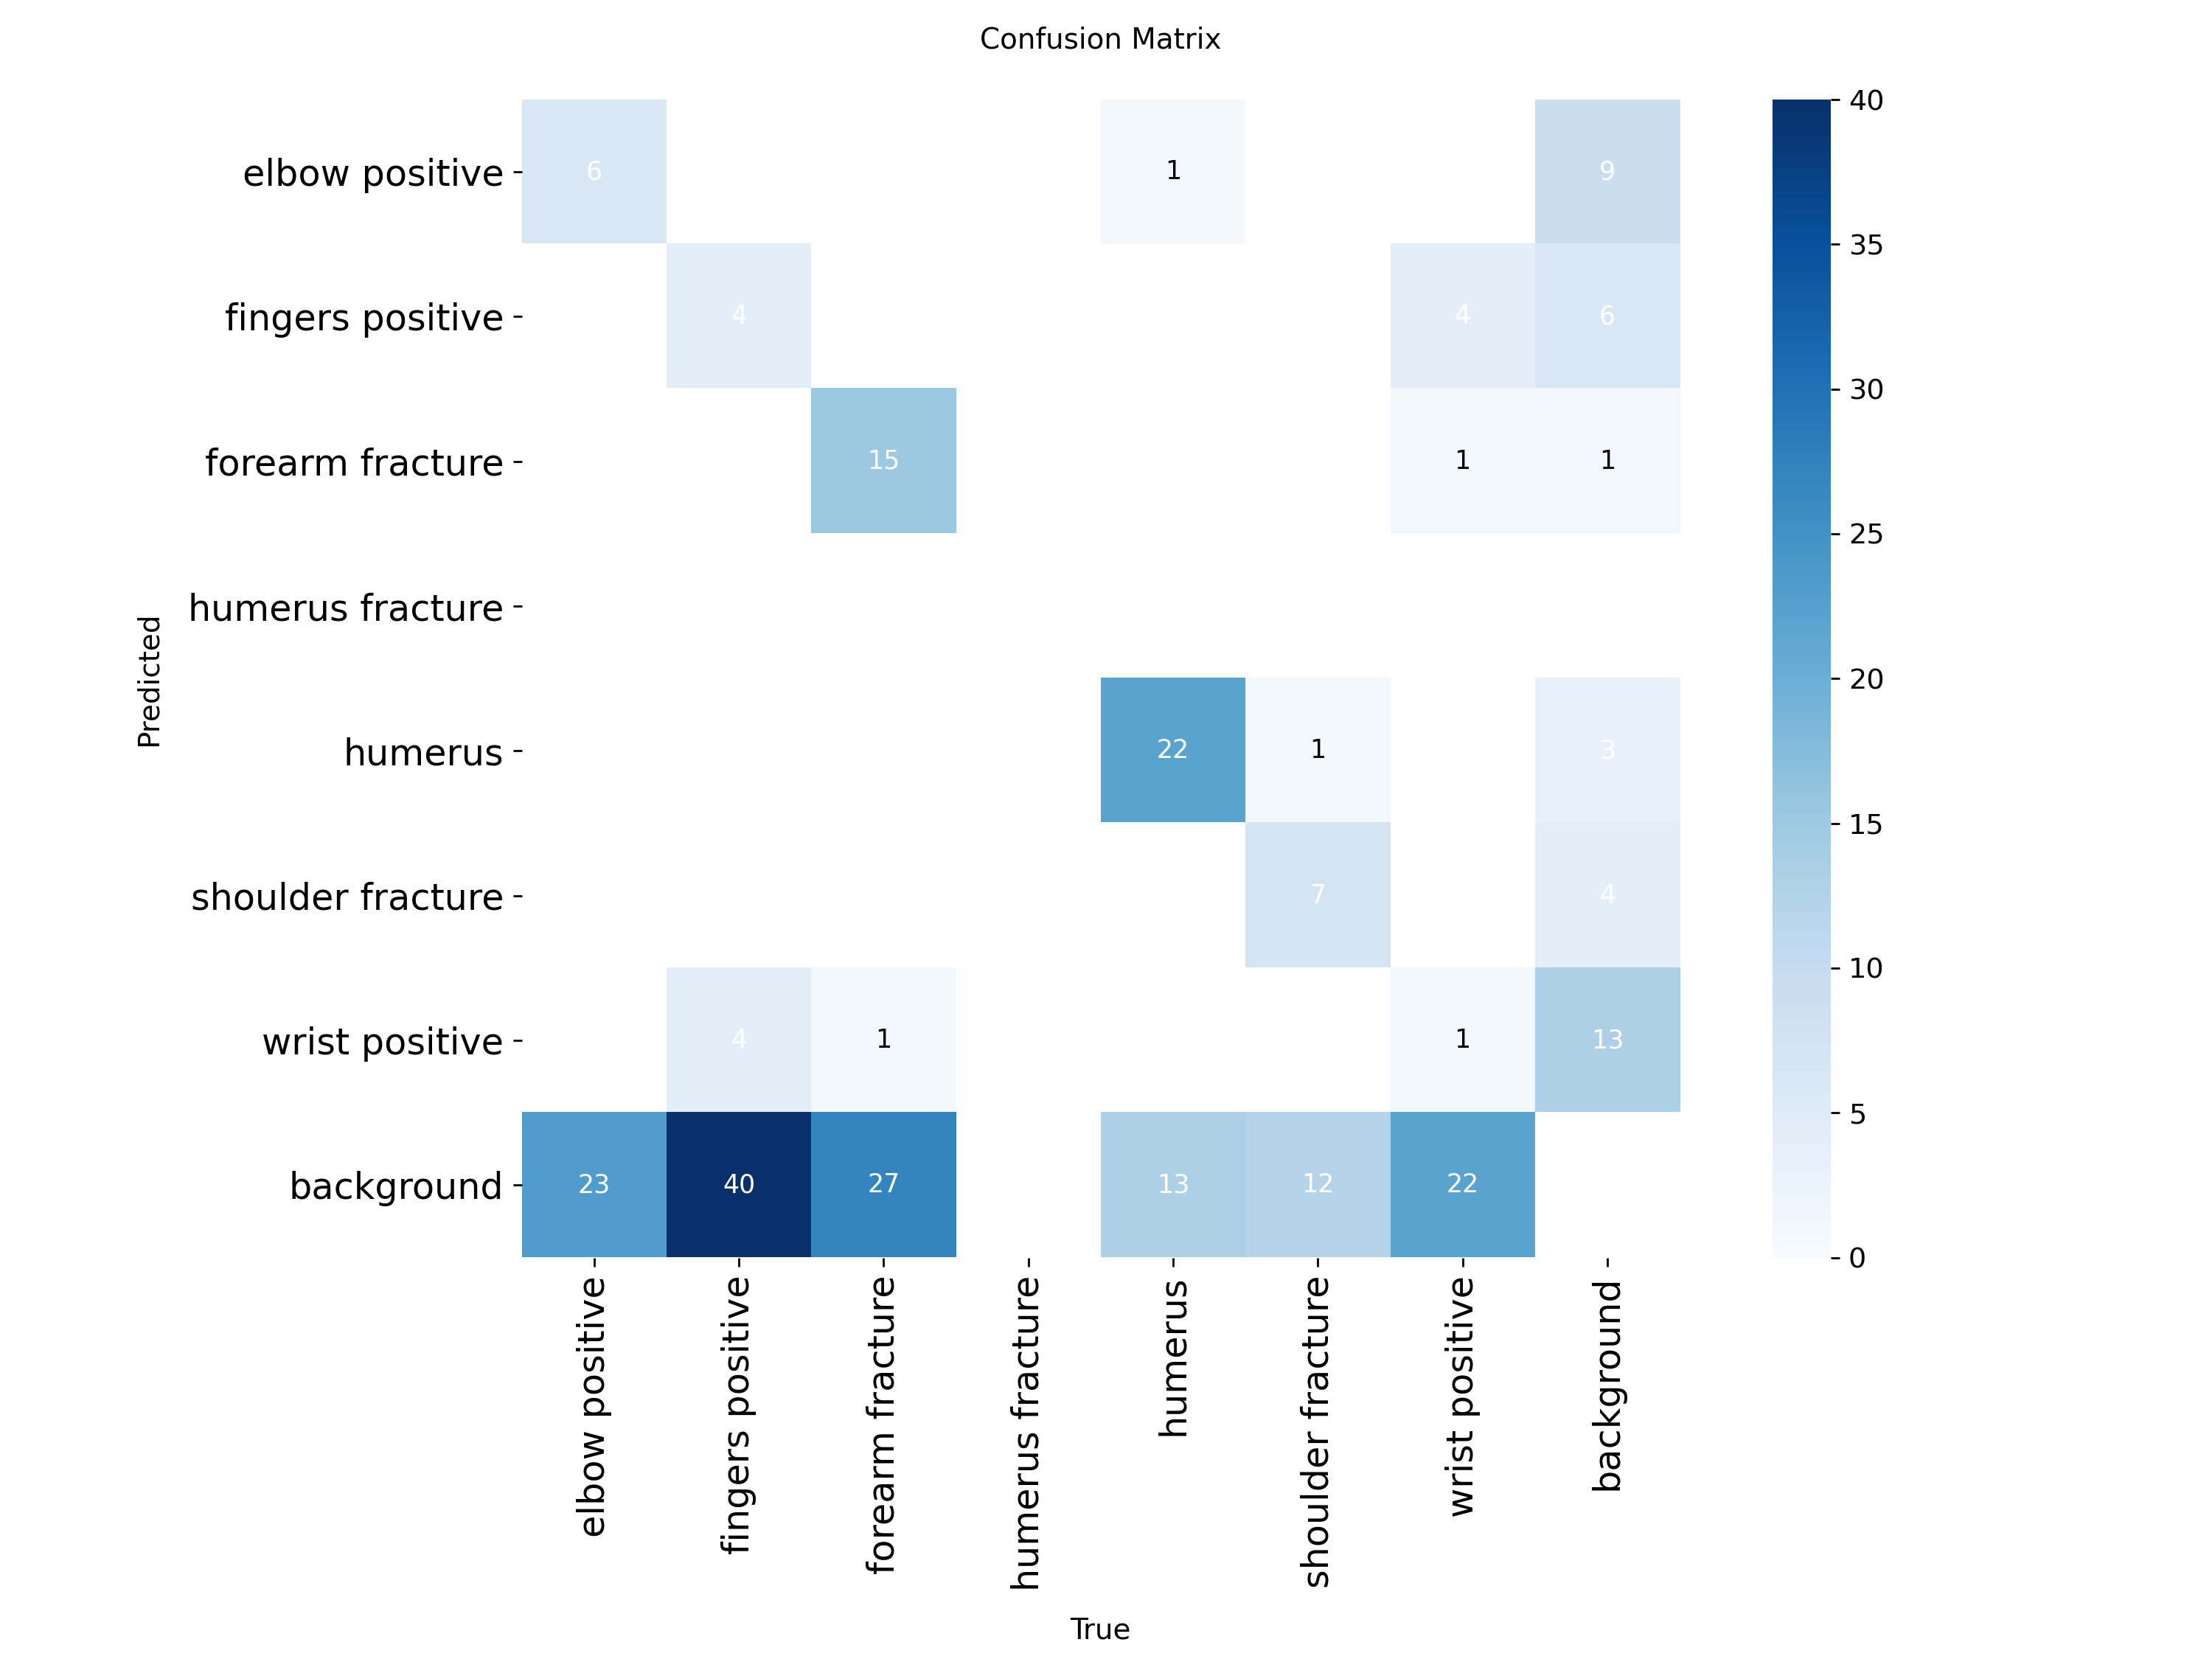 Confusion Matrix
elbow positive 6 1 9
fingers positive 4 4 6
forearm fracture 15 1 1
humerus fracture
humerus 22 1 3
shoulder fracture 7 4
wrist positive 4 1 1 13
background 23 40 27 13 12 22
Predicted
elbow positive
fingers positive
forearm fracture
humerus fracture
humerus
shoulder fracture
wrist positive
background
True
40
35
30
25
20
15
10
5
0